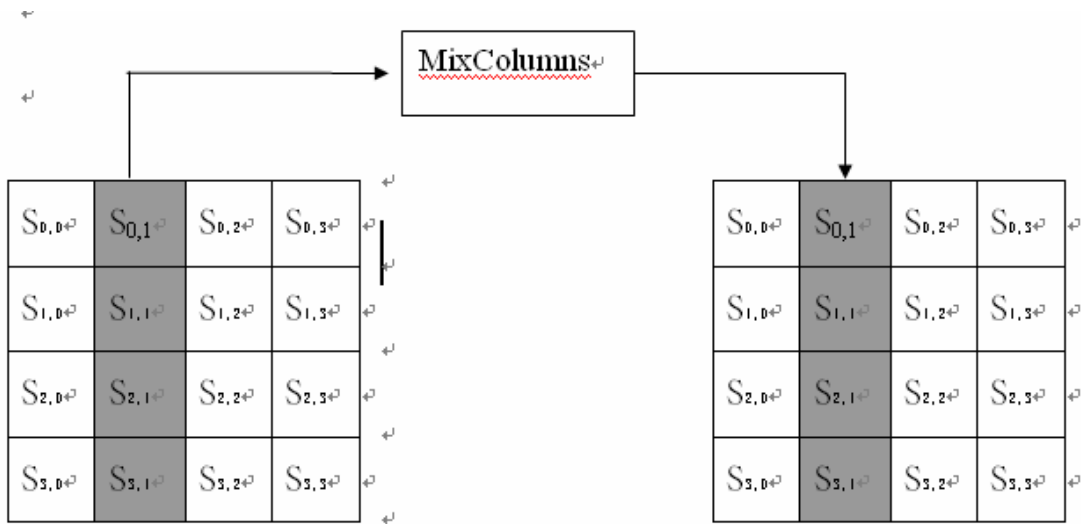 MixColumns
S0,0 S0,1 S0,2 S0,3
S1,0 S1,1 S1,2 S1,3
S2,0 S2,1 S2,2 S2,3
S3,0 S3,1 S3,2 S3,3
S0,0 S0,1 S0,2 S0,3
S1,0 S1,1 S1,2 S1,3
S2,0 S2,1 S2,2 S2,3
S3,0 S3,1 S3,2 S3,3